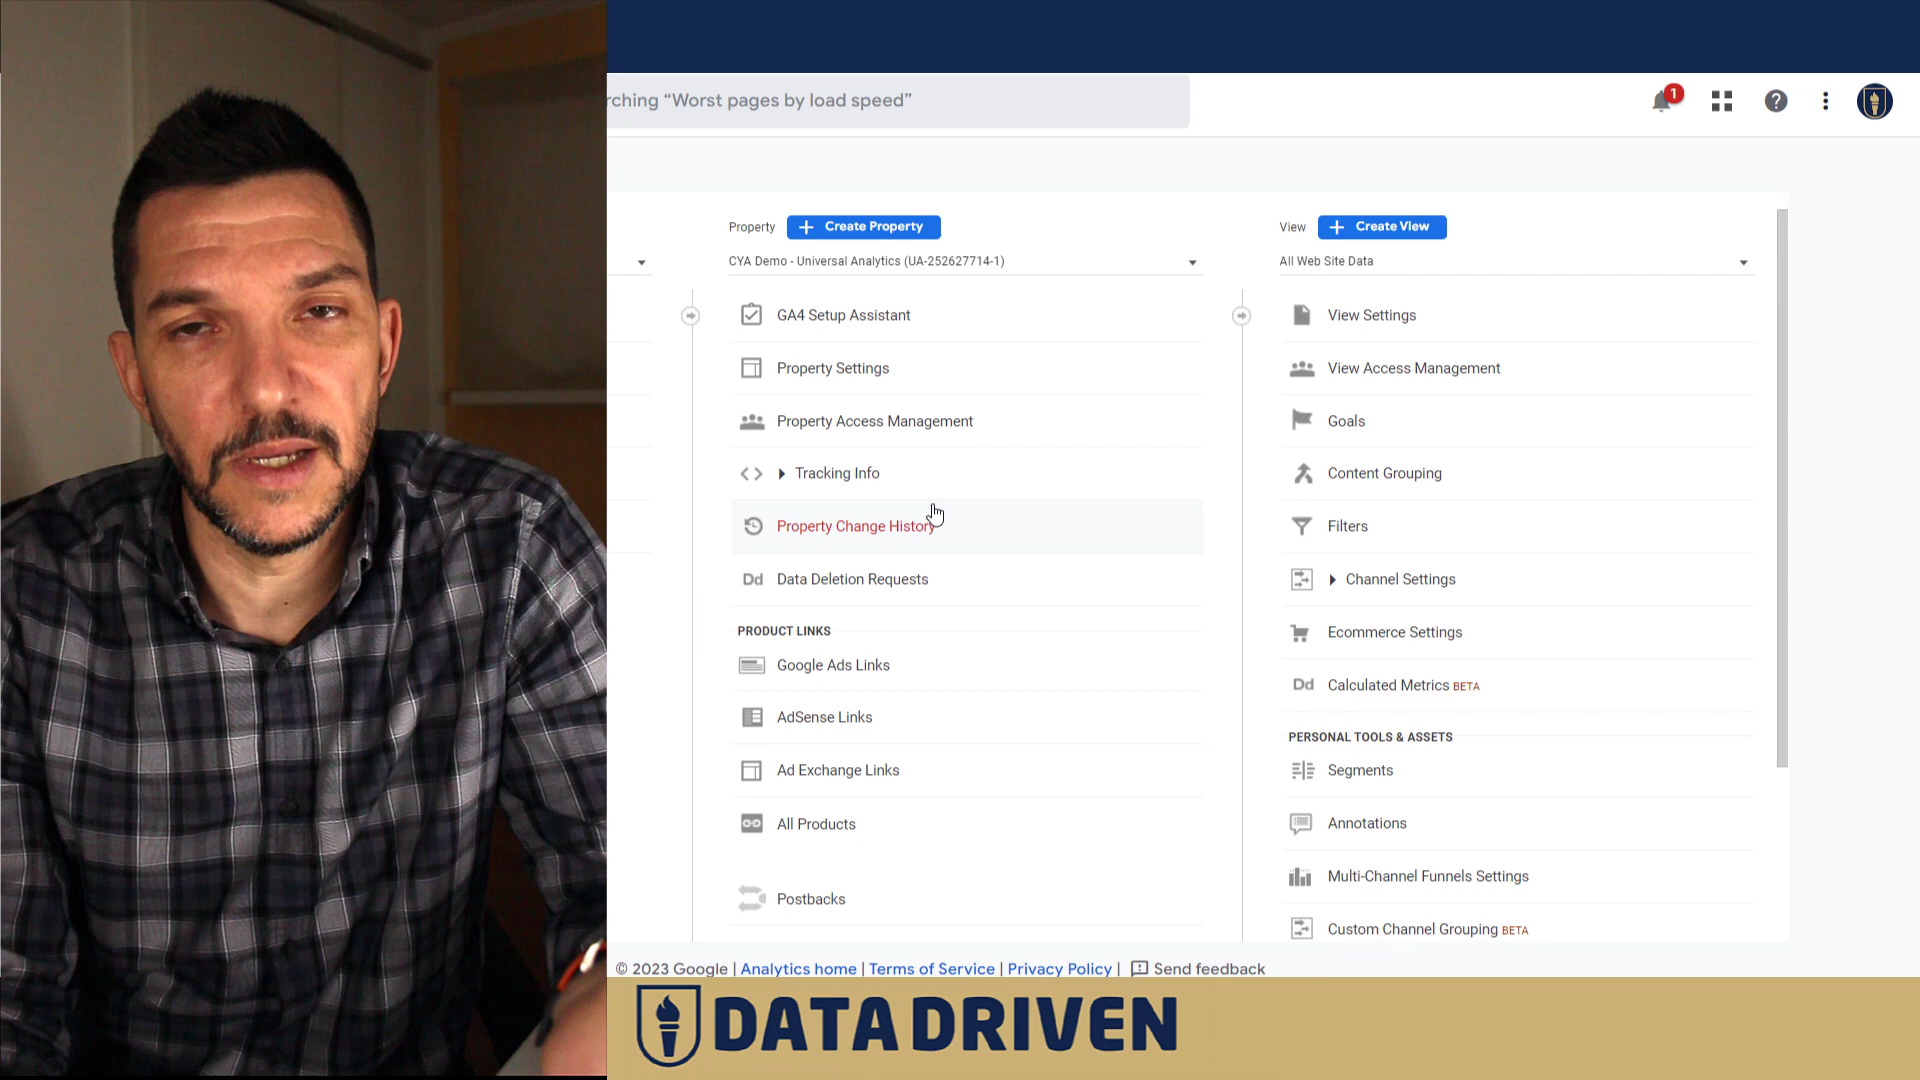 rching “Worst pages by load speed”
1
Property
Create Property
CYA Demo - Universal Analytics (UA-252627714-1)
GA4 Setup Assistant
Property Settings
Property Access Management
Tracking Info
Property Change History
Dd Data Deletion Requests
PRODUCT LINKS
Google Ads Links
AdSense Links
Ad Exchange Links
All Products
Postbacks
View
Create View
All Web Site Data
View Settings
View Access Management
Goals
Content Grouping
Filters
Channel Settings
Ecommerce Settings
Dd Calculated Metrics BETA
PERSONAL TOOLS & ASSETS
Segments
Annotations
Multi-Channel Funnels Settings
Custom Channel Grouping BETA
© 2023 Google | Analytics home | Terms of Service | Privacy Policy | Send feedback
DATA DRIVEN